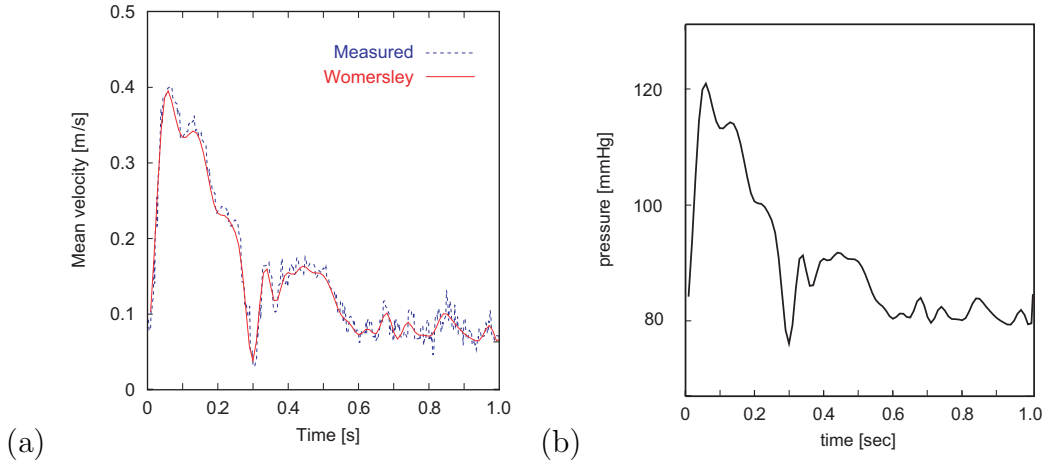 0.5
0.4
0.3
0.2
0.1
0
Mean velocity [m/s]
Measured
Womersley
0 0.2 0.4 0.6 0.8 1.0
Time [s]
(a)
120
100
80
pressure [mmHg]
0 0.2 0.4 0.6 0.8 1.0
time [sec]
(b)